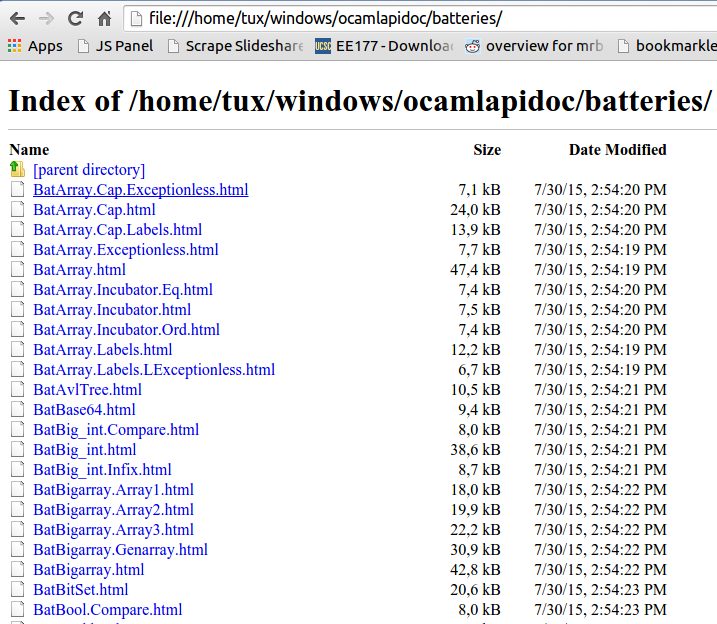 file:///home/tux/windows/ocamlapidoc/batteries/
Apps JS Panel Scrape Slideshare EE177 - Download overview for mrb bookmarkle
Index of /home/tux/windows/ocamlapidoc/batteries/
Name Size Date Modified
[parent directory]
BatArray.Cap.Exceptionless.html 7,1 kB 7/30/15, 2:54:20 PM
BatArray.Cap.html 24,0 kB 7/30/15, 2:54:20 PM
BatArray.Cap.Labels.html 13,9 kB 7/30/15, 2:54:20 PM
BatArray.Exceptionless.html 7,7 kB 7/30/15, 2:54:19 PM
BatArray.html 47,4 kB 7/30/15, 2:54:19 PM
BatArray.Incubator.Eq.html 7,4 kB 7/30/15, 2:54:20 PM
BatArray.Incubator.html 7,5 kB 7/30/15, 2:54:20 PM
BatArray.Incubator.Ord.html 7,4 kB 7/30/15, 2:54:20 PM
BatArray.Labels.html 12,2 kB 7/30/15, 2:54:19 PM
BatArray.Labels.LExceptionless.html 6,7 kB 7/30/15, 2:54:19 PM
BatAvlTree.html 10,5 kB 7/30/15, 2:54:21 PM
BatBase64.html 9,4 kB 7/30/15, 2:54:21 PM
BatBig_int.Compare.html 8,0 kB 7/30/15, 2:54:21 PM
BatBig_int.html 38,6 kB 7/30/15, 2:54:21 PM
BatBig_int.Infix.html 8,7 kB 7/30/15, 2:54:21 PM
BatBigarray.Array1.html 18,0 kB 7/30/15, 2:54:22 PM
BatBigarray.Array2.html 19,9 kB 7/30/15, 2:54:22 PM
BatBigarray.Array3.html 22,2 kB 7/30/15, 2:54:22 PM
BatBigarray.Genarray.html 30,9 kB 7/30/15, 2:54:22 PM
BatBigarray.html 42,8 kB 7/30/15, 2:54:22 PM
BatBitSet.html 20,6 kB 7/30/15, 2:54:23 PM
BatBool.Compare.html 8,0 kB 7/30/15, 2:54:23 PM